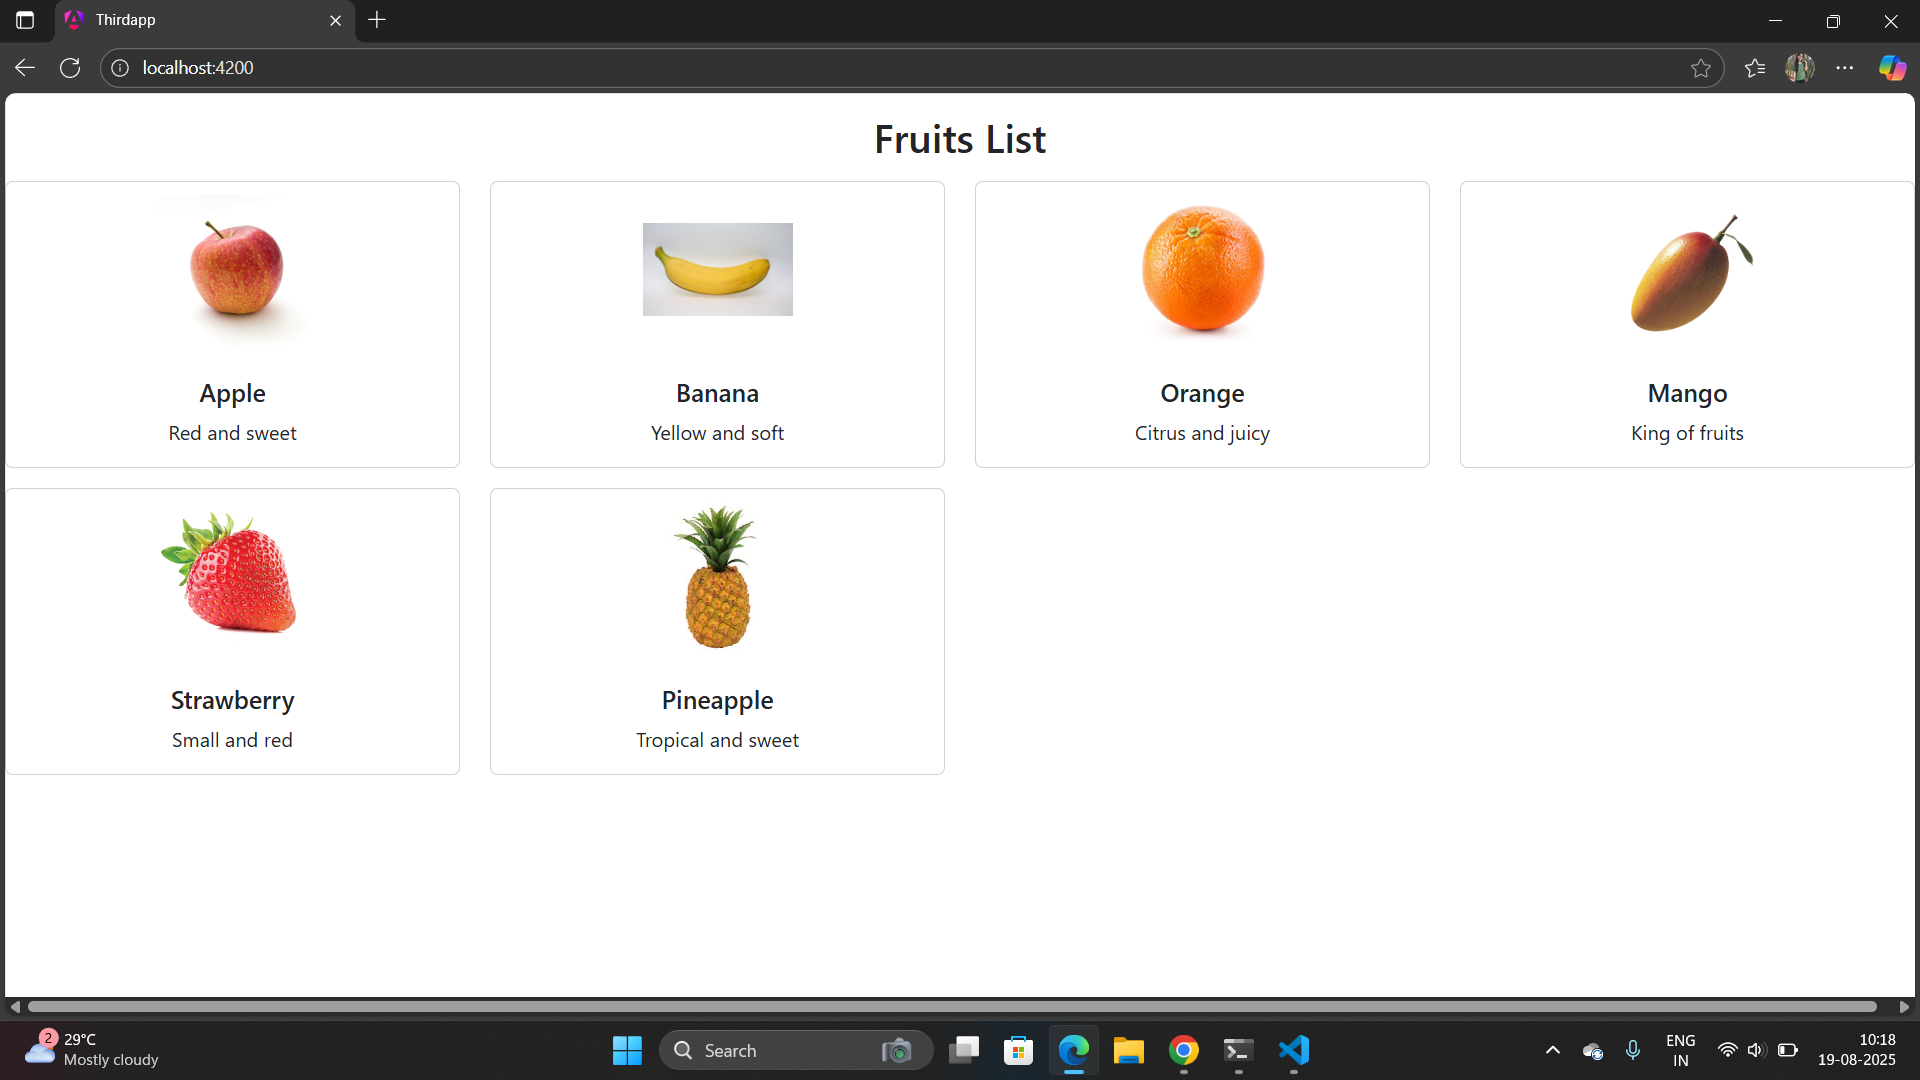 Thirdapp
localhost:4200
Fruits List
Apple
Red and sweet
Banana
Yellow and soft
Orange
Citrus and juicy
Mango
King of fruits
Strawberry
Small and red
Pineapple
Tropical and sweet
2
29°C
Mostly cloudy
Search
ENG
IN
10:18
19-08-2025